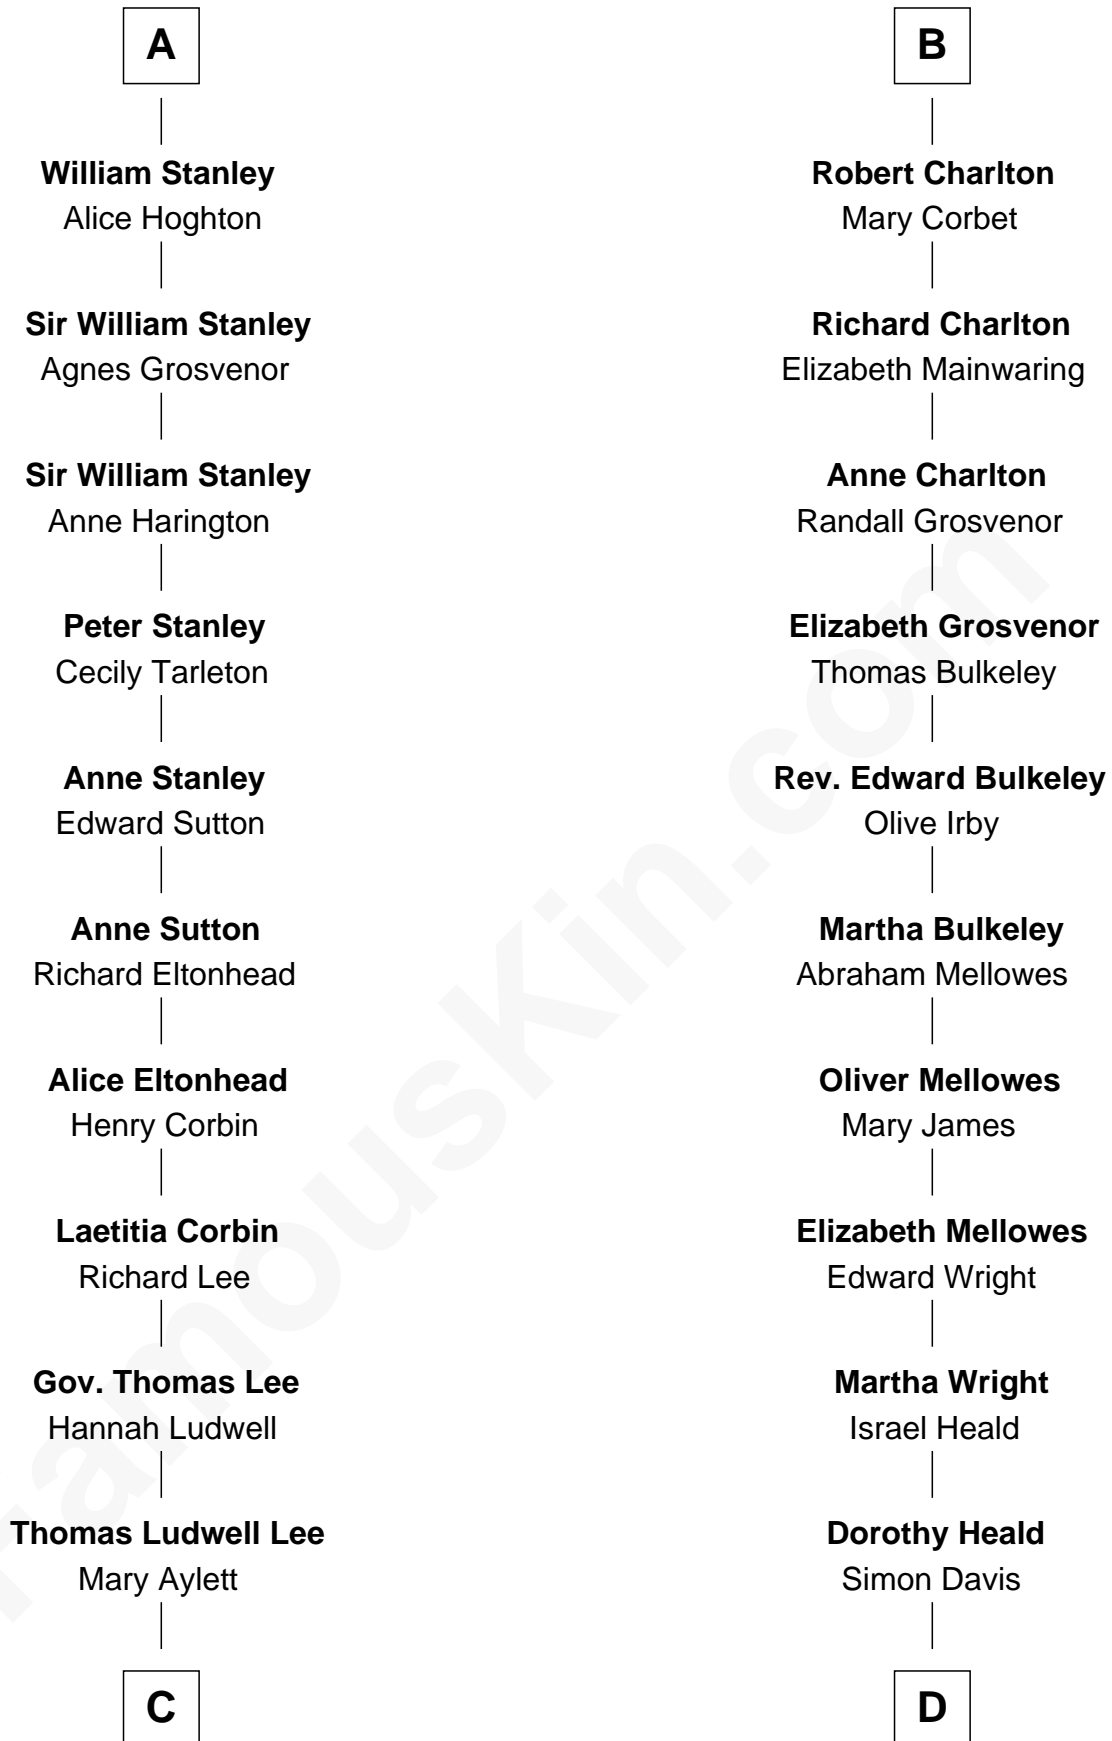 A
William Stanley
Alice Hoghton
Sir William Stanley
Agnes Grosvenor
Sir William Stanley
Anne Harington
Peter Stanley
Cecily Tarleton
Anne Stanley
Edward Sutton
Anne Sutton
Richard Eltonhead
Alice Eltonhead
Henry Corbin
Laetitia Corbin
Richard Lee
Gov. Thomas Lee
Hannah Ludwell
Thomas Ludwell Lee
Mary Aylett
C
B
Robert Charlton
Mary Corbet
Richard Charlton
Elizabeth Mainwaring
Anne Charlton
Randall Grosvenor
Elizabeth Grosvenor
Thomas Bulkeley
Rev. Edward Bulkeley
Olive Irby
Martha Bulkeley
Abraham Mellowes
Oliver Mellowes
Mary James
Elizabeth Mellowes
Edward Wright
Martha Wright
Israel Heald
Dorothy Heald
Simon Davis
D
FamousKin.com